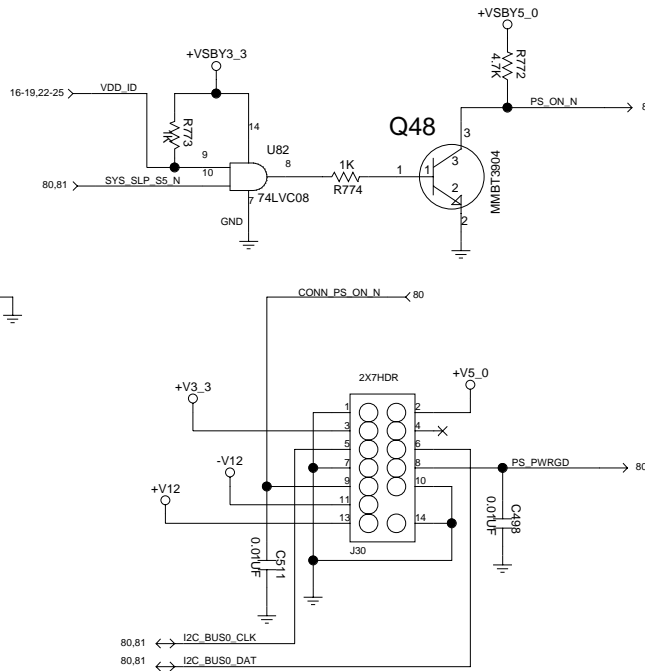 +VSBY5_0
+VSBY3_3
R772
4.7K
16-19,22-25
VDD_ID
PS_ON_N
8
R773
1K
14
Q48
3
U82
9
8
1K
1
1
3
10
80,81
SYS_SLP_S5_N
R774
2
MMBT3904
74LVC08
7
GND
2
CONN_PS_ON_N
80
2X7HDR
+V5_0
+V3_3
1
2
3
4
5
6
-V12
7
8
PS_PWRGD
80
9
10
+V12
11
13
14
C498
0.01UF
J30
C511
0.01UF
80,81
I2C_BUS0_CLK
80,81
I2C_BUS0_DAT